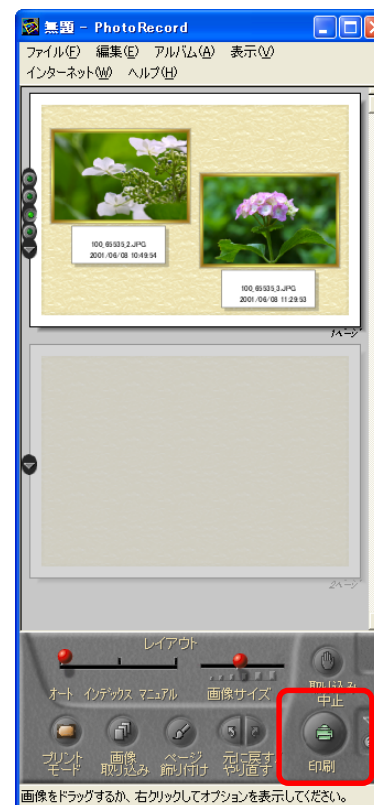 無題 - PhotoRecord
ファイル(F) 編集(E) アルバム(A) 表示(V)
インターネット(W) ヘルプ(H)
100_65535_2.JPG
2001/06/08 10:49:54
100_65535_3.JPG
2001/06/08 11:29:53
1ページ
2ページ
レイアウト
オート インデックス マニュアル 画像サイズ
取り込み
中止
プリント
モード
画像
取り込み
ページ
飾り付け
元に戻す
やり直す
印刷
画像をドラッグするか、右クリックしてオプションを表示してください。